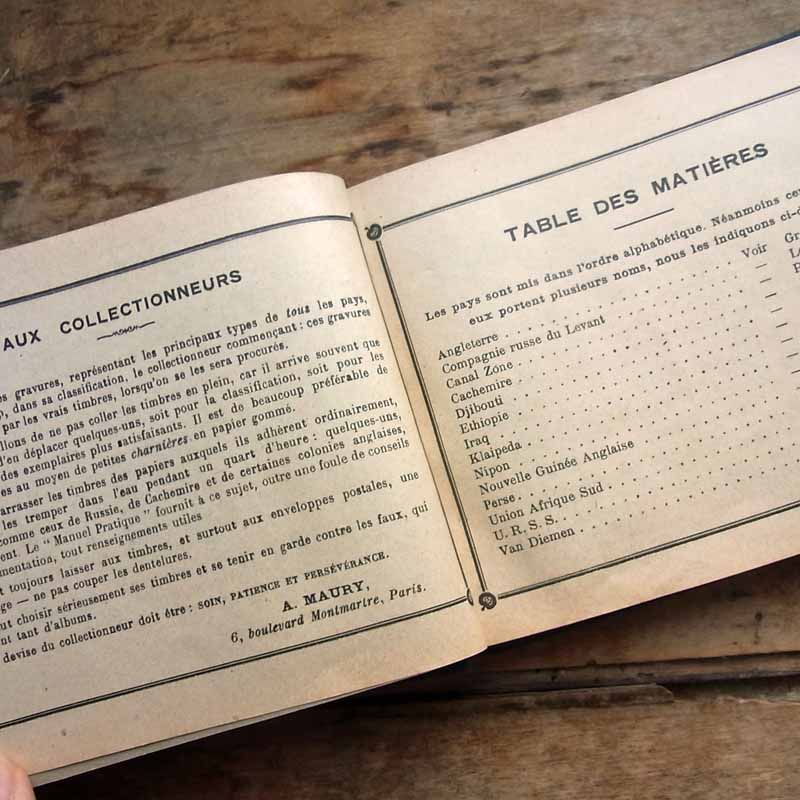 AUX COLLECTIONNEURS
gravures, représentant les principaux types de tous les pays,
dans sa classification, le collectionneur commençant : ces gravures
par les vrais timbres, lorsqu'on se les sera procurés.
de ne pas coller les timbres en plein, car il arrive souvent que
d'en déplacer quelques-uns, soit pour la classification, soit pour les
des exemplaires plus satisfaisants. Il est de beaucoup préférable de
au moyen de petites charnières en papier gommé.
les timbres des papiers auxquels ils adhèrent ordinairement,
les tremper dans l'eau pendant un quart d'heure : quelques-uns,
comme ceux de Russie, de Cachemire et de certaines colonies anglaises,
Le "Manuel Pratique" fournit à ce sujet, outre une foule de conseils
tout renseignements utiles
toujours laisser aux timbres, et surtout aux enveloppes postales, une
— ne pas couper les dentelures.
choisir sérieusement ses timbres et se tenir en garde contre les faux, qui
tant d'albums.
devise du collectionneur doit être : SOIN, PATIENCE ET PERSÉVÉRANCE.
A. MAURY,
6, boulevard Montmartre, Paris.
TABLE DES MATIÈRES
Les pays sont mis dans l'ordre alphabétique. Néanmoins
eux portent plusieurs noms, nous les indiquons
Angleterre . . . Voir
Compagnie russe du Levant . . . —
Canal Zone . . . —
Cachemire . . . —
Djibouti . . . —
Ethiopie . . . —
Iraq
Klaipeda
Nipon
Nouvelle Guinée Anglaise
Perse
Union Afrique Sud
U. R. S. S.
Van Diemen